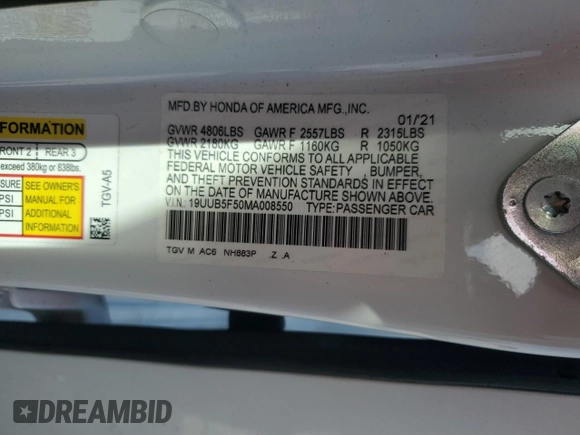 MFD.BY HONDA OF AMERICA MFG.,INC.
01/'21
GVWR 4806LBS GAWR F 2557LBS R 2315LBS
GVWR 2180KG GAWR F 1160KG R 1050KG
THIS VEHICLE CONFORMS TO ALL APPLICABLE
FEDERAL MOTOR VEHICLE SAFETY , BUMPER,
AND THEFT PREVENTION STANDARDS IN EFFECT
ON THE DATE OF MANUFACTURE SHOWN ABOVE.
V.I.N: 19UUB5F50MA008550 TYPE:PASSENGER CAR
TGV M AC6 NH883P .Z .A
FORMATION
FRONT 2 REAR 3
exceed 380kg or 838lbs.
SURE
PSI
PSI
SEE OWNER'S
MANUAL FOR
ADDITIONAL
INFORMATION
TGV-A5
DREAMBID